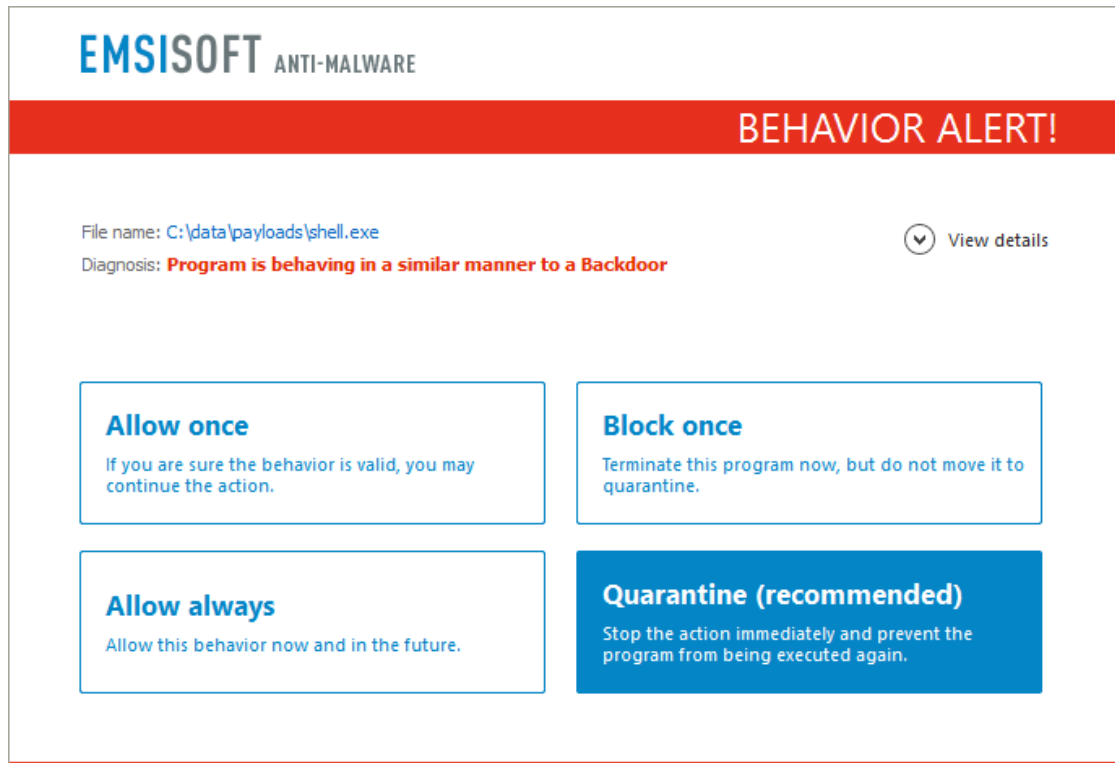 EMSISOFT ANTI-MALWARE
BEHAVIOR ALERT!
File name: C:\data\payloads\shell.exe
View details
Diagnosis: Program is behaving in a similar manner to a Backdoor
Allow once
If you are sure the behavior is valid, you may
continue the action.
Block once
Terminate this program now, but do not move it to
quarantine.
Allow always
Allow this behavior now and in the future.
Quarantine (recommended)
Stop the action immediately and prevent the
program from being executed again.